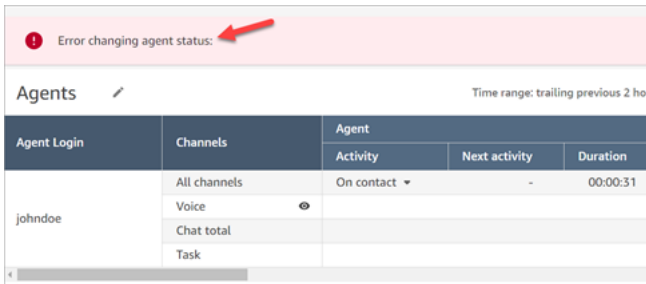 Error changing agent status:
Agents
Time range: trailing previous 2 ho
Agent Login Channels Agent
Activity Next activity Duration
johndoe
All channels On contact - 00:00:31
Voice
Chat total
Task